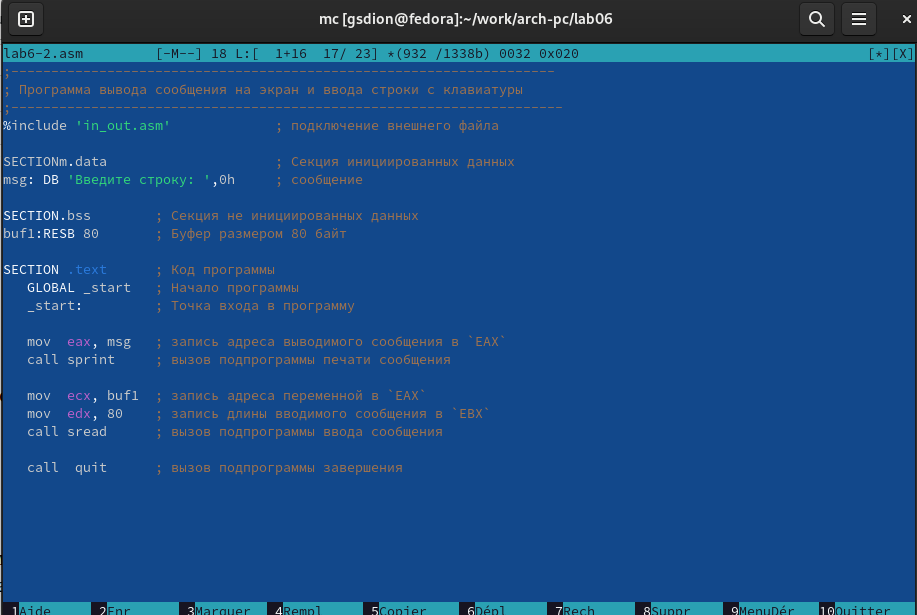 mc [gsdion@fedora]:~/work/arch-pc/lab06
lab6-2.asm [-M--] 18 L:[ 1+16 17/ 23] *(932 /1338b) 0032 0x020 [*][X]
;--------------------------------------------------------------------
; Программа вывода сообщения на экран и ввода строки с клавиатуры
;---------------------------------------------------------------------
%include 'in_out.asm' ; подключение внешнего файла
SECTIONm.data ; Секция инициированных данных
msg: DB 'Введите строку: ',0h ; сообщение
SECTION.bss ; Секция не инициированных данных
buf1:RESB 80 ; Буфер размером 80 байт
SECTION .text ; Код программы
GLOBAL _start ; Начало программы
_start: ; Точка входа в программу
mov eax, msg ; запись адреса выводимого сообщения в `EAX`
call sprint ; вызов подпрограммы печати сообщения
mov ecx, buf1 ; запись адреса переменной в `EAX`
mov edx, 80 ; запись длины вводимого сообщения в `EBX`
call sread ; вызов подпрограммы ввода сообщения
call quit ; вызов подпрограммы завершения
1Aide 2Enr 3Marquer 4Rempl 5Copier 6Dépl 7Rech 8Suppr 9MenuDér 10Quitter